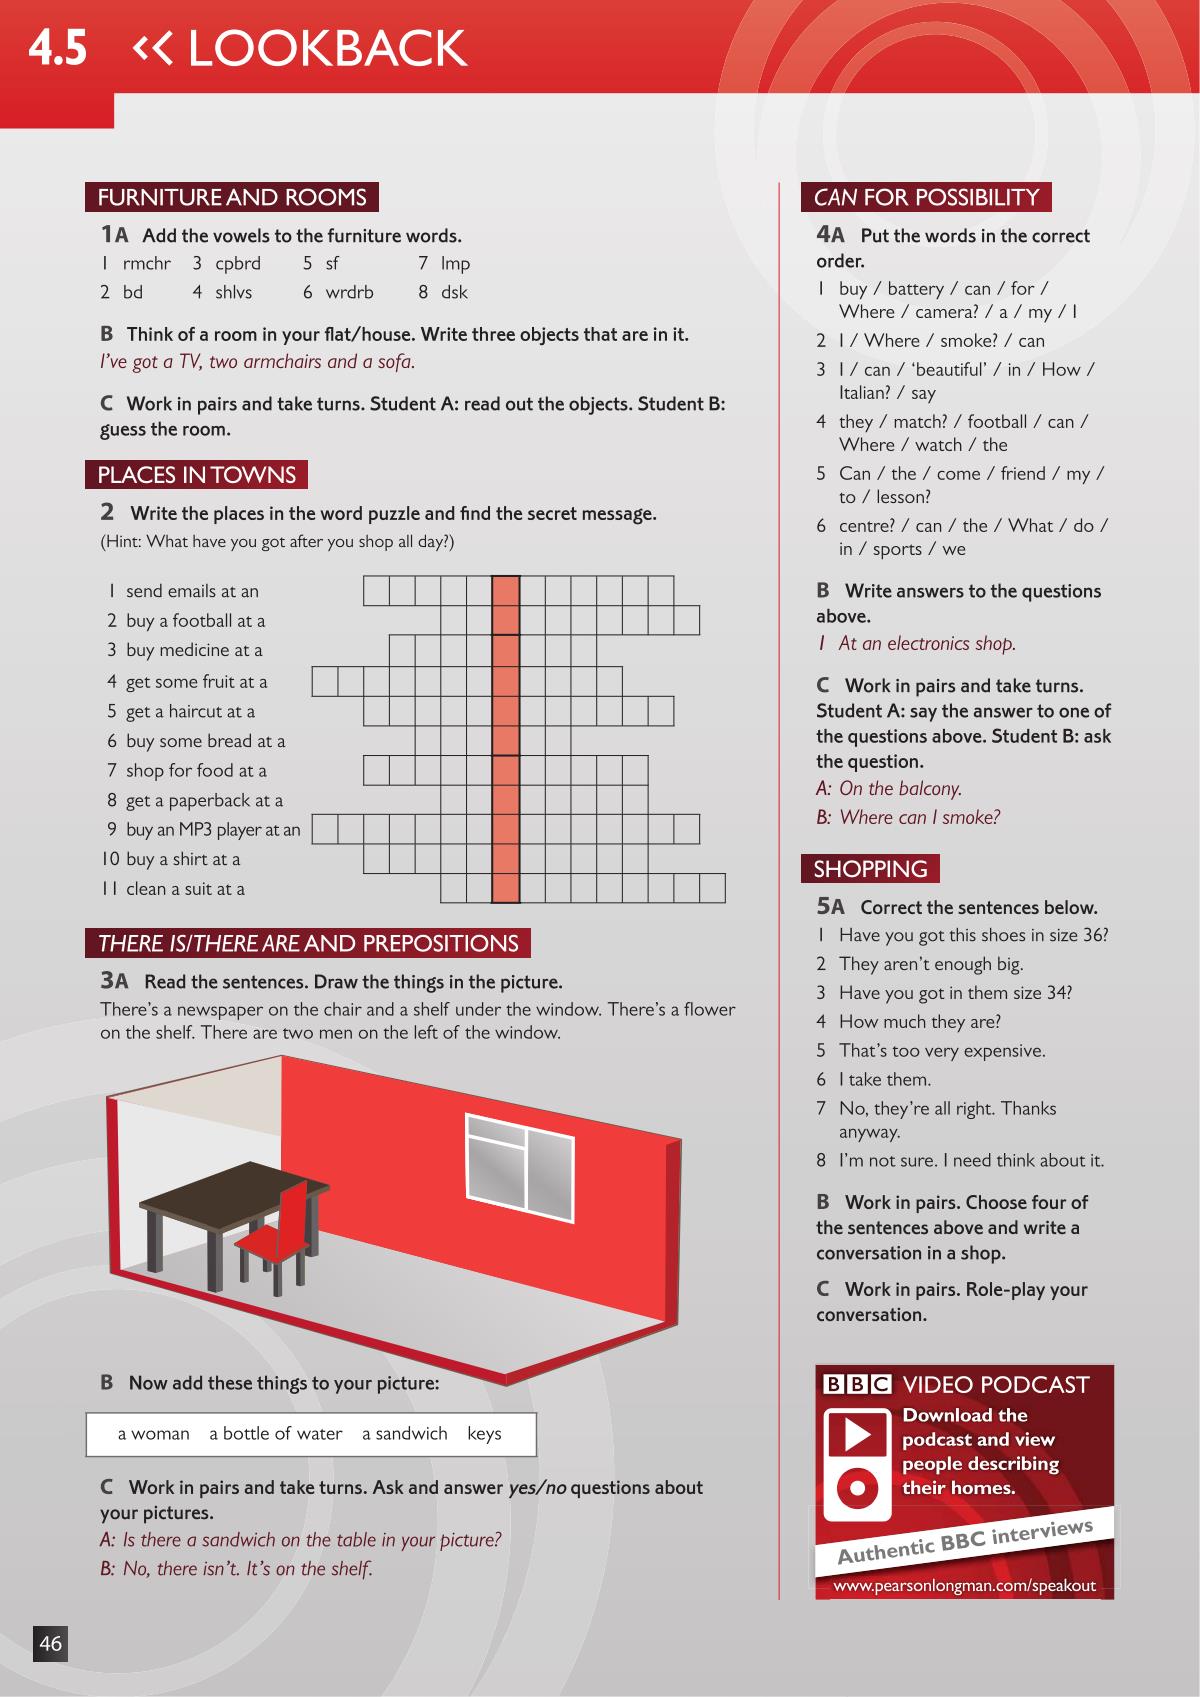 4.5 << LOOKBACK
FURNITURE AND ROOMS
1A Add the vowels to the furniture words.
1 rmchr 3 cpbrd 5 sf 7 lmp
2 bd 4 shlvs 6 wrdrb 8 dsk
B Think of a room in your flat/house. Write three objects that are in it.
I've got a TV, two armchairs and a sofa.
C Work in pairs and take turns. Student A: read out the objects. Student B:
guess the room.
PLACES IN TOWNS
2 Write the places in the word puzzle and find the secret message.
(Hint: What have you got after you shop all day?)
1 send emails at an
2 buy a football at a
3 buy medicine at a
4 get some fruit at a
5 get a haircut at a
6 buy some bread at a
7 shop for food at a
8 get a paperback at a
9 buy an MP3 player at an
10 buy a shirt at a
11 clean a suit at a
THERE IS/THERE ARE AND PREPOSITIONS
3A Read the sentences. Draw the things in the picture.
There's a newspaper on the chair and a shelf under the window. There's a flower
on the shelf. There are two men on the left of the window.
B Now add these things to your picture:
a woman a bottle of water a sandwich keys
C Work in pairs and take turns. Ask and answer yes/no questions about
your pictures.
A: Is there a sandwich on the table in your picture?
B: No, there isn't. It's on the shelf.
CAN FOR POSSIBILITY
4A Put the words in the correct
order.
1 buy / battery / can / for /
Where / camera? / a / my / I
2 I / Where / smoke? / can
3 I / can / 'beautiful' / in / How /
Italian? / say
4 they / match? / football / can /
Where / watch / the
5 Can / the / come / friend / my /
to / lesson?
6 centre? / can / the / What / do /
in / sports / we
B Write answers to the questions
above.
1 At an electronics shop.
C Work in pairs and take turns.
Student A: say the answer to one of
the questions above. Student B: ask
the question.
A: On the balcony.
B: Where can I smoke?
SHOPPING
5A Correct the sentences below.
1 Have you got this shoes in size 36?
2 They aren't enough big.
3 Have you got in them size 34?
4 How much they are?
5 That's too very expensive.
6 I take them.
7 No, they're all right. Thanks
anyway.
8 I'm not sure. I need think about it.
B Work in pairs. Choose four of
the sentences above and write a
conversation in a shop.
C Work in pairs. Role-play your
conversation.
BBC VIDEO PODCAST
Download the
podcast and view
people describing
their homes.
Authentic BBC interviews
www.pearsonlongman.com/speakout
46